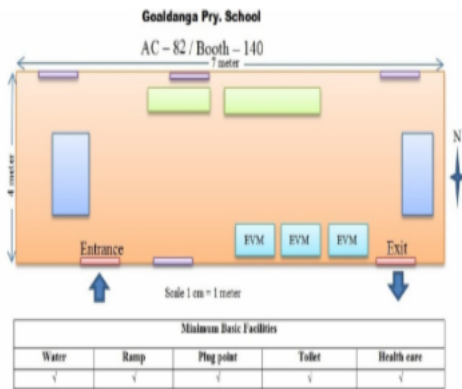 Goaldanga Pry. School
AC – 82 / Booth – 140
7 meter
4 meter
N
EVM EVM EVM
Entrance
Exit
Scale 1 cm = 1 meter
Minimum Basic Facilities
Water Ramp Plug point Toilet Health care
√ √ √ √ √